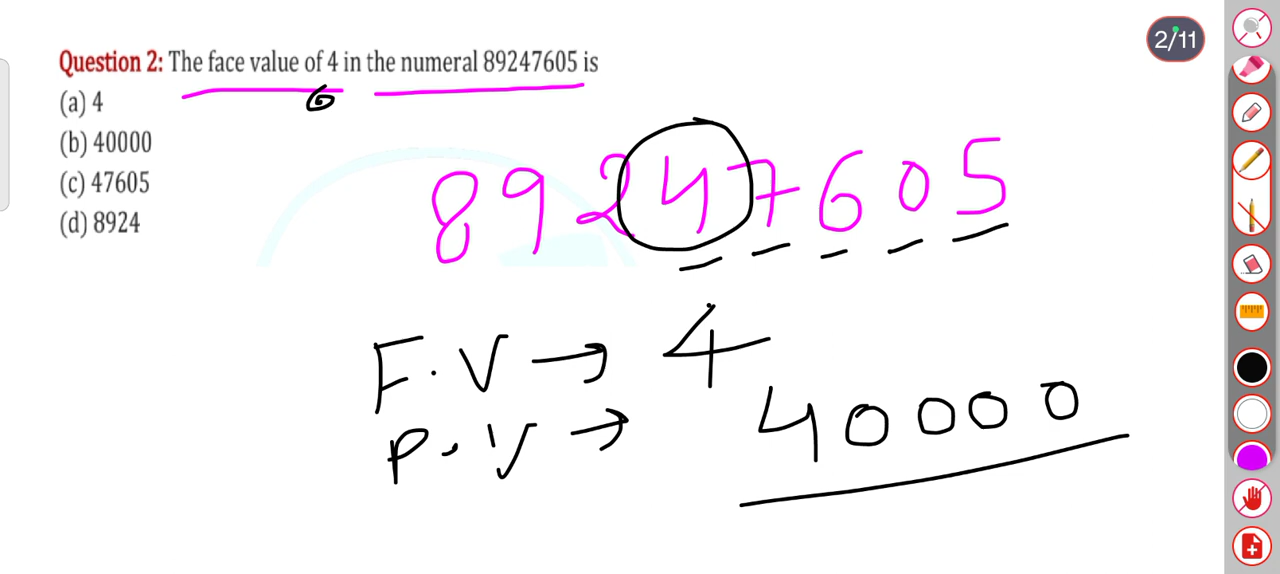 2/11
Question 2: The face value of 4 in the numeral 89247605 is
(a) 4
(b) 40000
(c) 47605
(d) 8924
89247605
F.V → 4
P.V → 40000